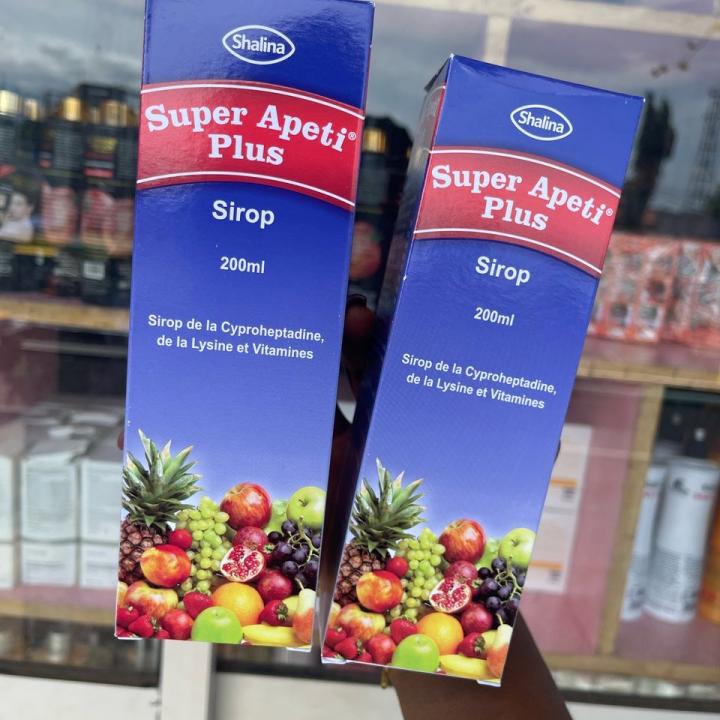 Shalina
Super Apeti®
Plus
Sirop
200ml
Sirop de la Cyproheptadine,
de la Lysine et Vitamines
Shalina
Super Apeti®
Plus
Sirop
200ml
Sirop de la Cyproheptadine,
de la Lysine et Vitamines